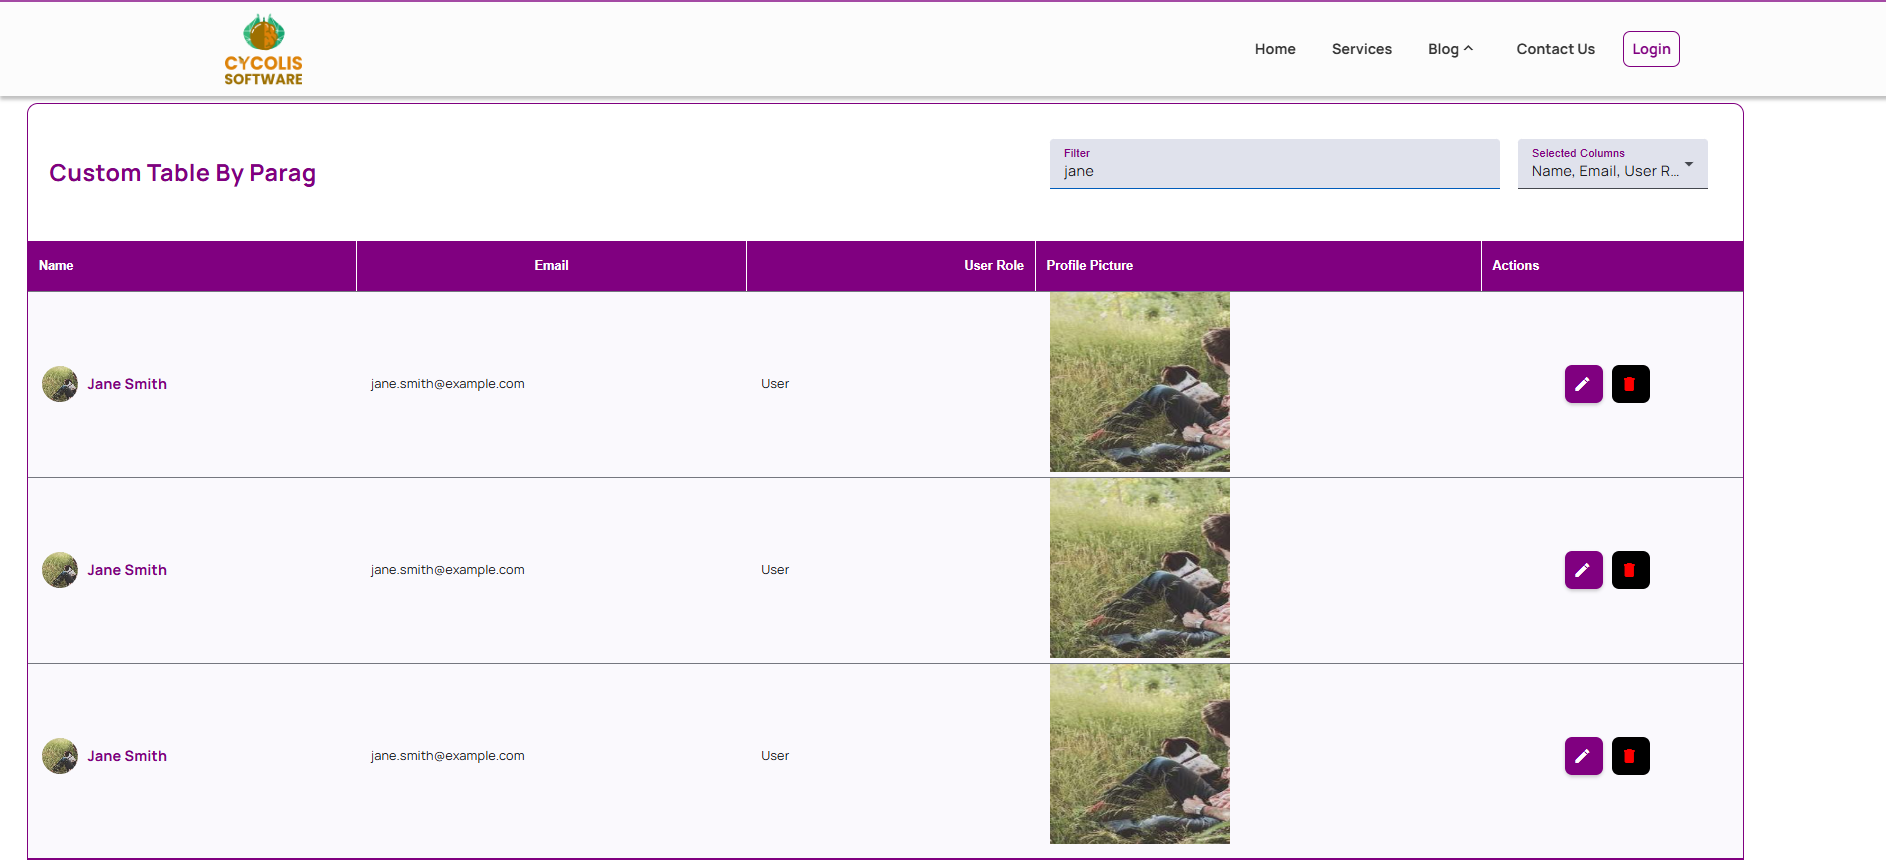 CYCOLIS
SOFTWARE
Home Services Blog Contact Us Login
Custom Table By Parag
Filter
jane
Selected Columns
Name, Email, User R...
Name Email User Role Profile Picture Actions
Jane Smith jane.smith@example.com User
Jane Smith jane.smith@example.com User
Jane Smith jane.smith@example.com User